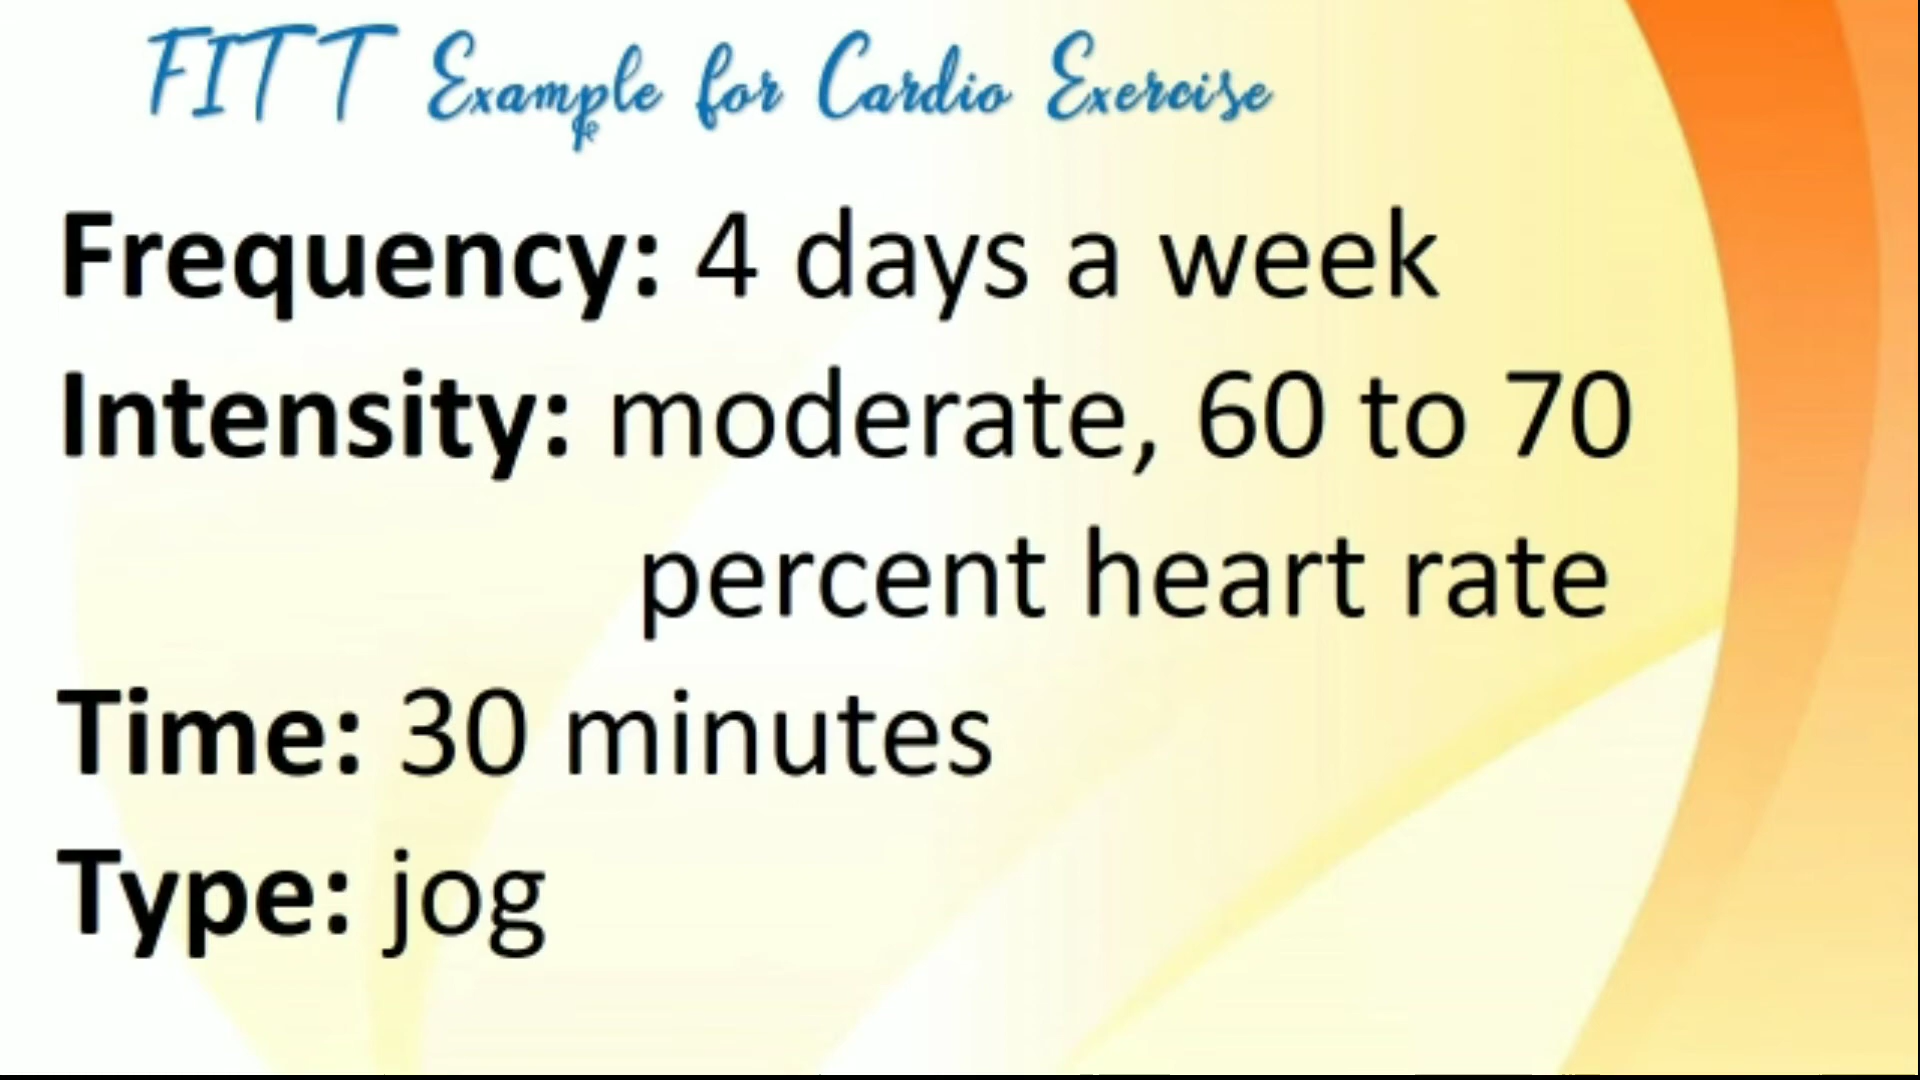 FITT Example for Cardio Exercise
Frequency: 4 days a week
Intensity: moderate, 60 to 70
percent heart rate
Time: 30 minutes
Type: jog